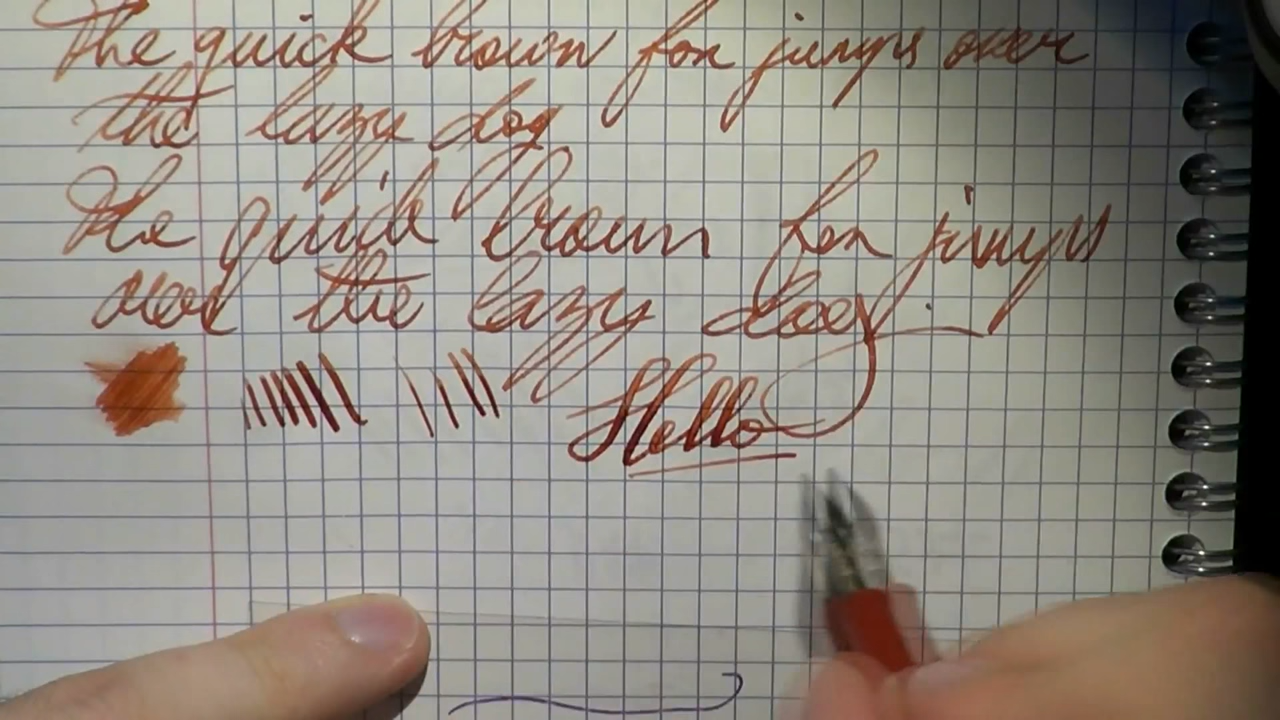 The quick brown fox jumps over
the lazy dog
The quick brown fox jumps
over the lazy dog.
Hello